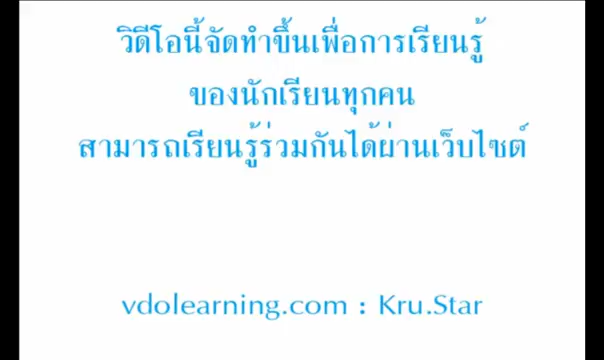 วิดีโอนี้จัดทำขึ้นเพื่อการเรียนรู้
ของนักเรียนทุกคน
สามารถเรียนรู้ร่วมกันได้ผ่านเว็บไซต์
vdolearning.com : Kru.Star